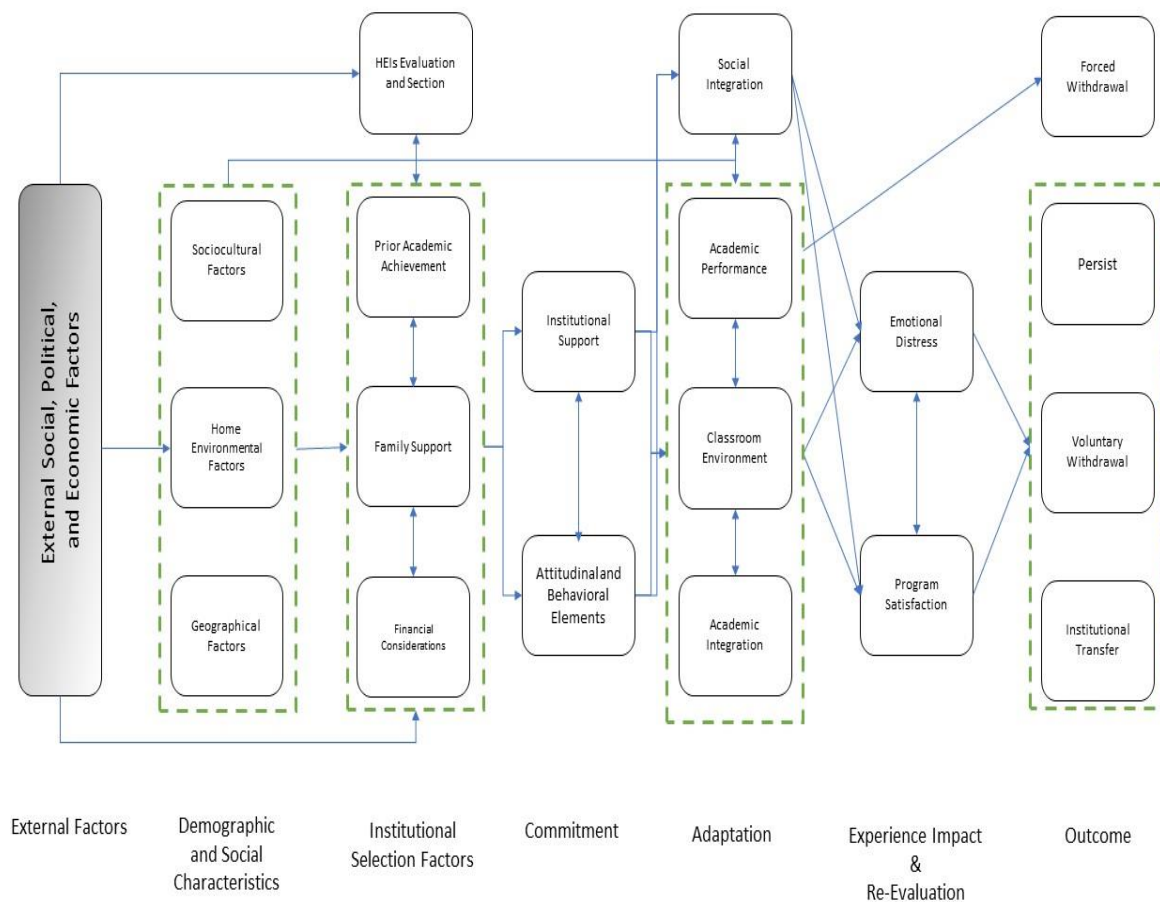 HEIs Evaluation
and Section
Social
Integration
Forced
Withdrawal
External Social, Political,
and Economic Factors
Sociocultural
Factors
Home
Environmental
Factors
Geographical
Factors
Prior Academic
Achievement
Family Support
Financial
Considerations
Institutional
Support
Attitudinal and
Behavioral
Elements
Academic
Performance
Classroom
Environment
Academic
Integration
Emotional
Distress
Program
Satisfaction
Persist
Voluntary
Withdrawal
Institutional
Transfer
External Factors
Demographic
and Social
Characteristics
Institutional
Selection Factors
Commitment
Adaptation
Experience Impact
&
Re-Evaluation
Outcome